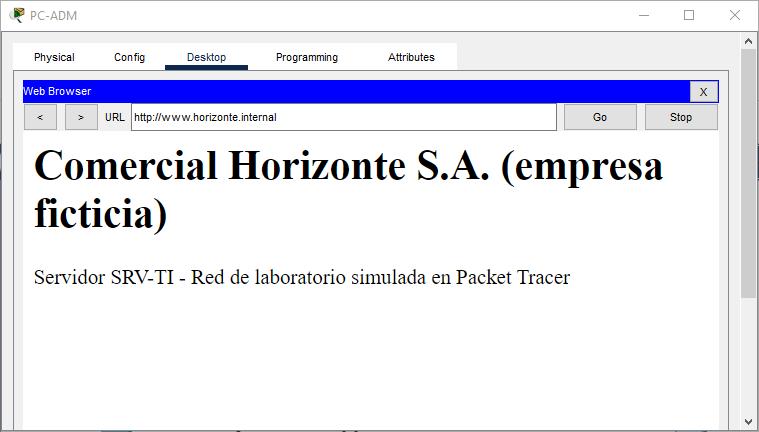 PC-ADM
Physical Config Desktop Programming Attributes
Web Browser X
< > URL http://www.horizonte.internal Go Stop
Comercial Horizonte S.A. (empresa
ficticia)
Servidor SRV-TI - Red de laboratorio simulada en Packet Tracer